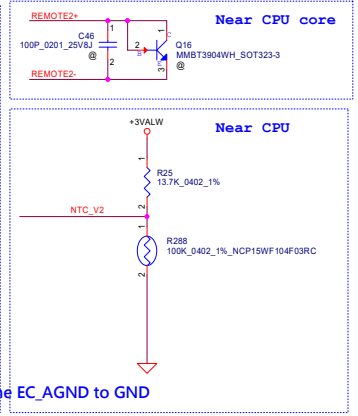 REMOTE2+
Near CPU core
C46
100P_0201_25V8J
@
1
2
1
C
2
B
E
3
Q16
MMBT3904WH_SOT323-3
@
REMOTE2-
Near CPU
+3VALW
1
R25
13.7K_0402_1%
2
NTC_V2
1
R288
100K_0402_1%_NCP15WF104F03RC
2
e EC_AGND to GND